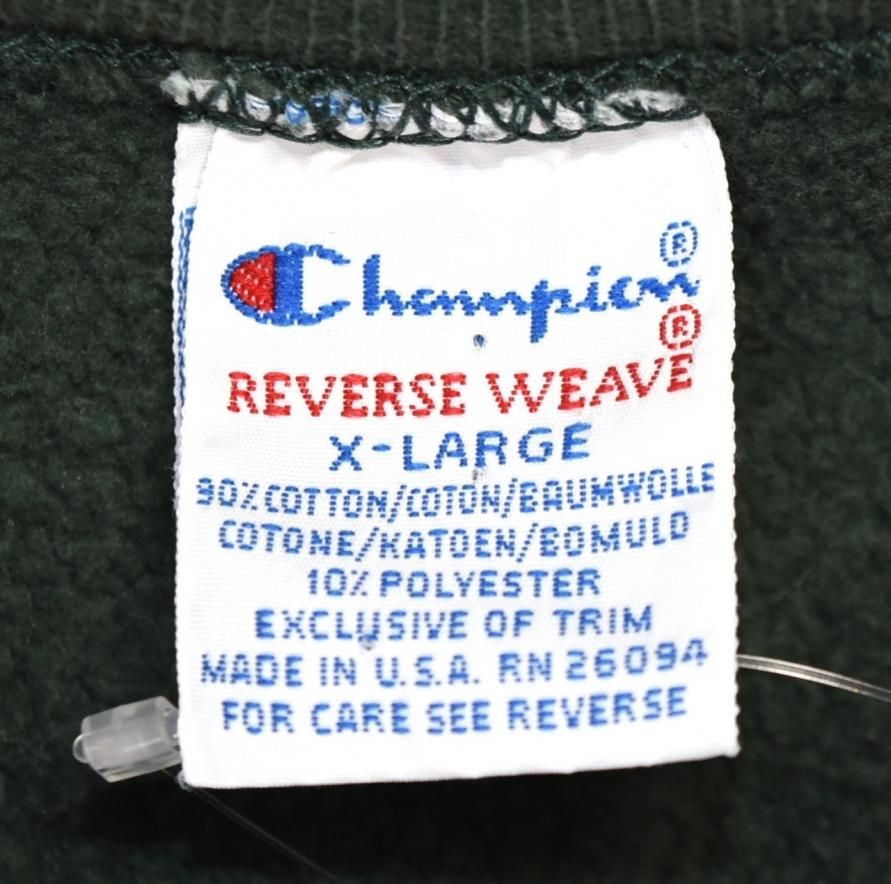 Champion®
REVERSE WEAVE®
X-LARGE
90% COTTON/COTON/BAUMWOLLE
COTONE/KATOEN/BOMULD
10% POLYESTER
EXCLUSIVE OF TRIM
MADE IN U.S.A. RN 26094
FOR CARE SEE REVERSE